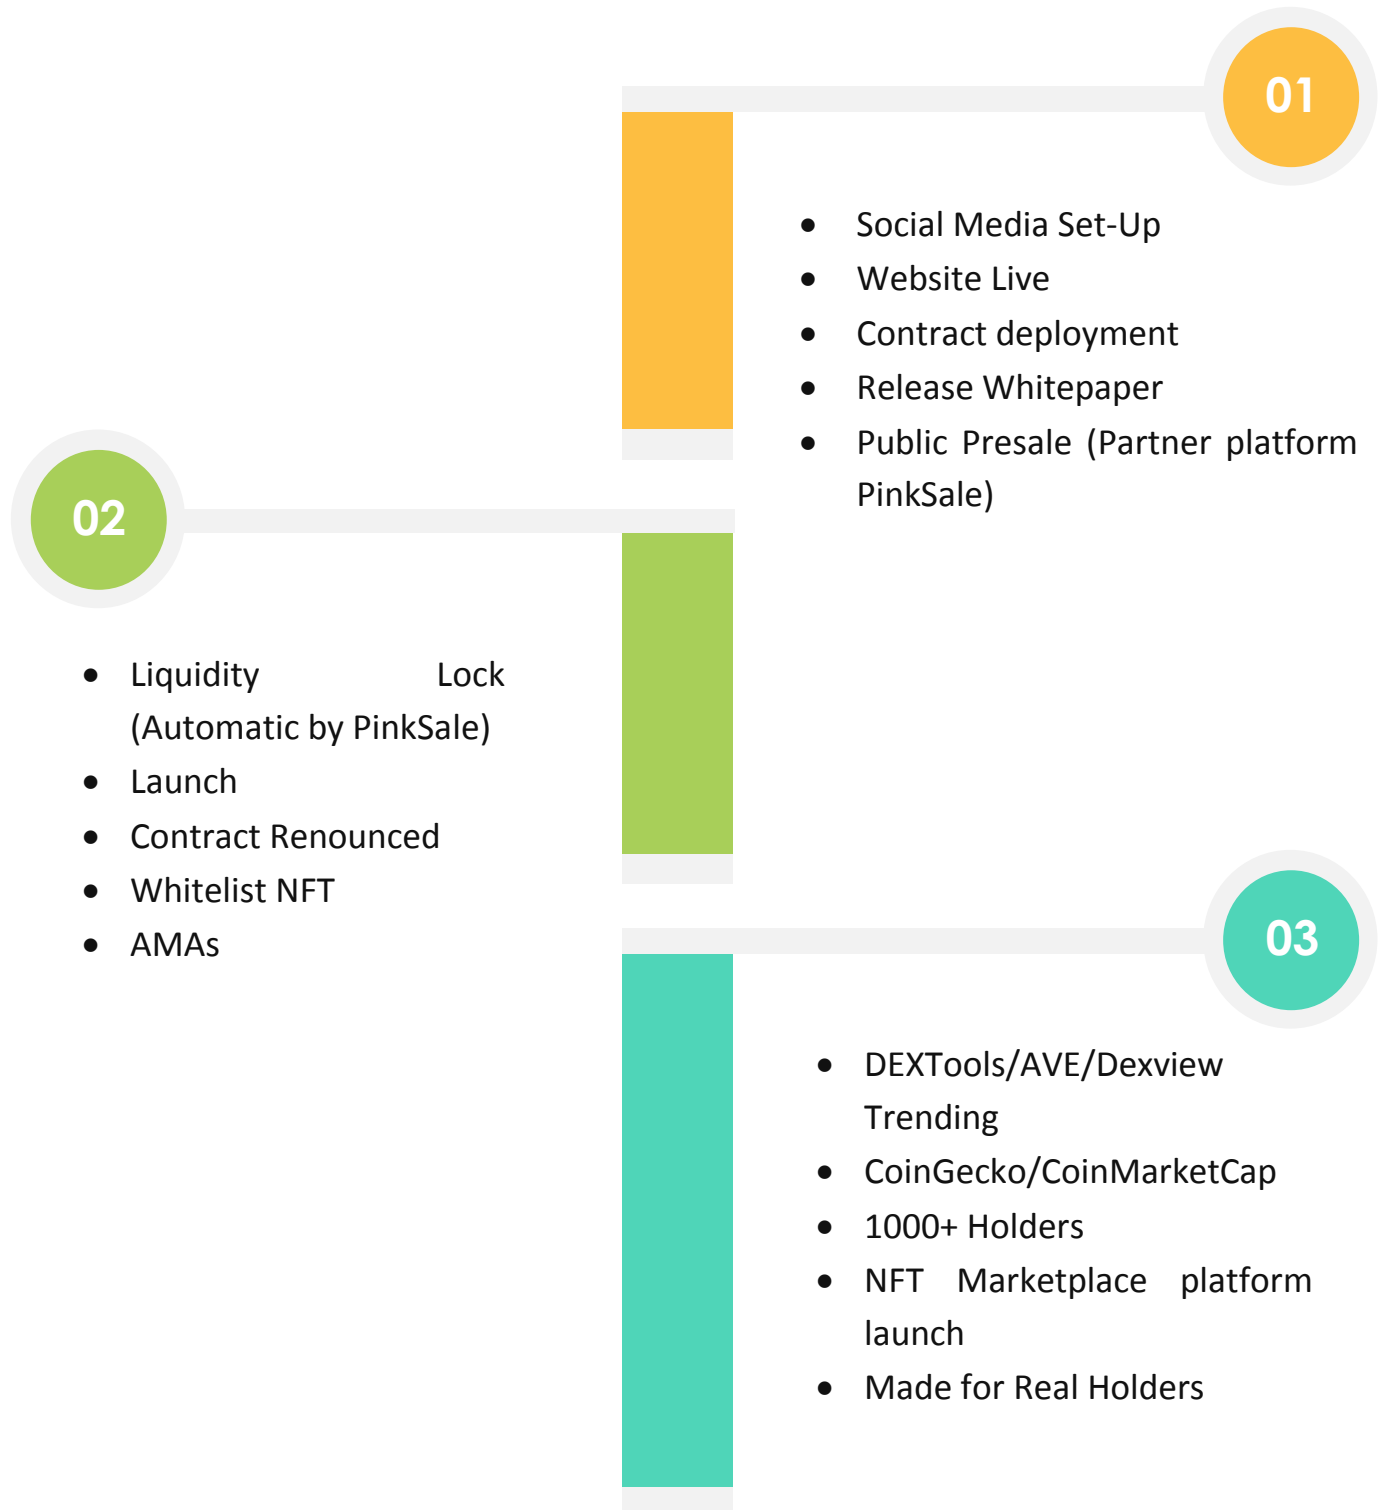 01
• Social Media Set-Up
• Website Live
• Contract deployment
• Release Whitepaper
• Public Presale (Partner platform
PinkSale)
02
• Liquidity Lock
(Automatic by PinkSale)
• Launch
• Contract Renounced
• Whitelist NFT
• AMAs
03
• DEXTools/AVE/Dexview
Trending
• CoinGecko/CoinMarketCap
• 1000+ Holders
• NFT Marketplace platform
launch
• Made for Real Holders